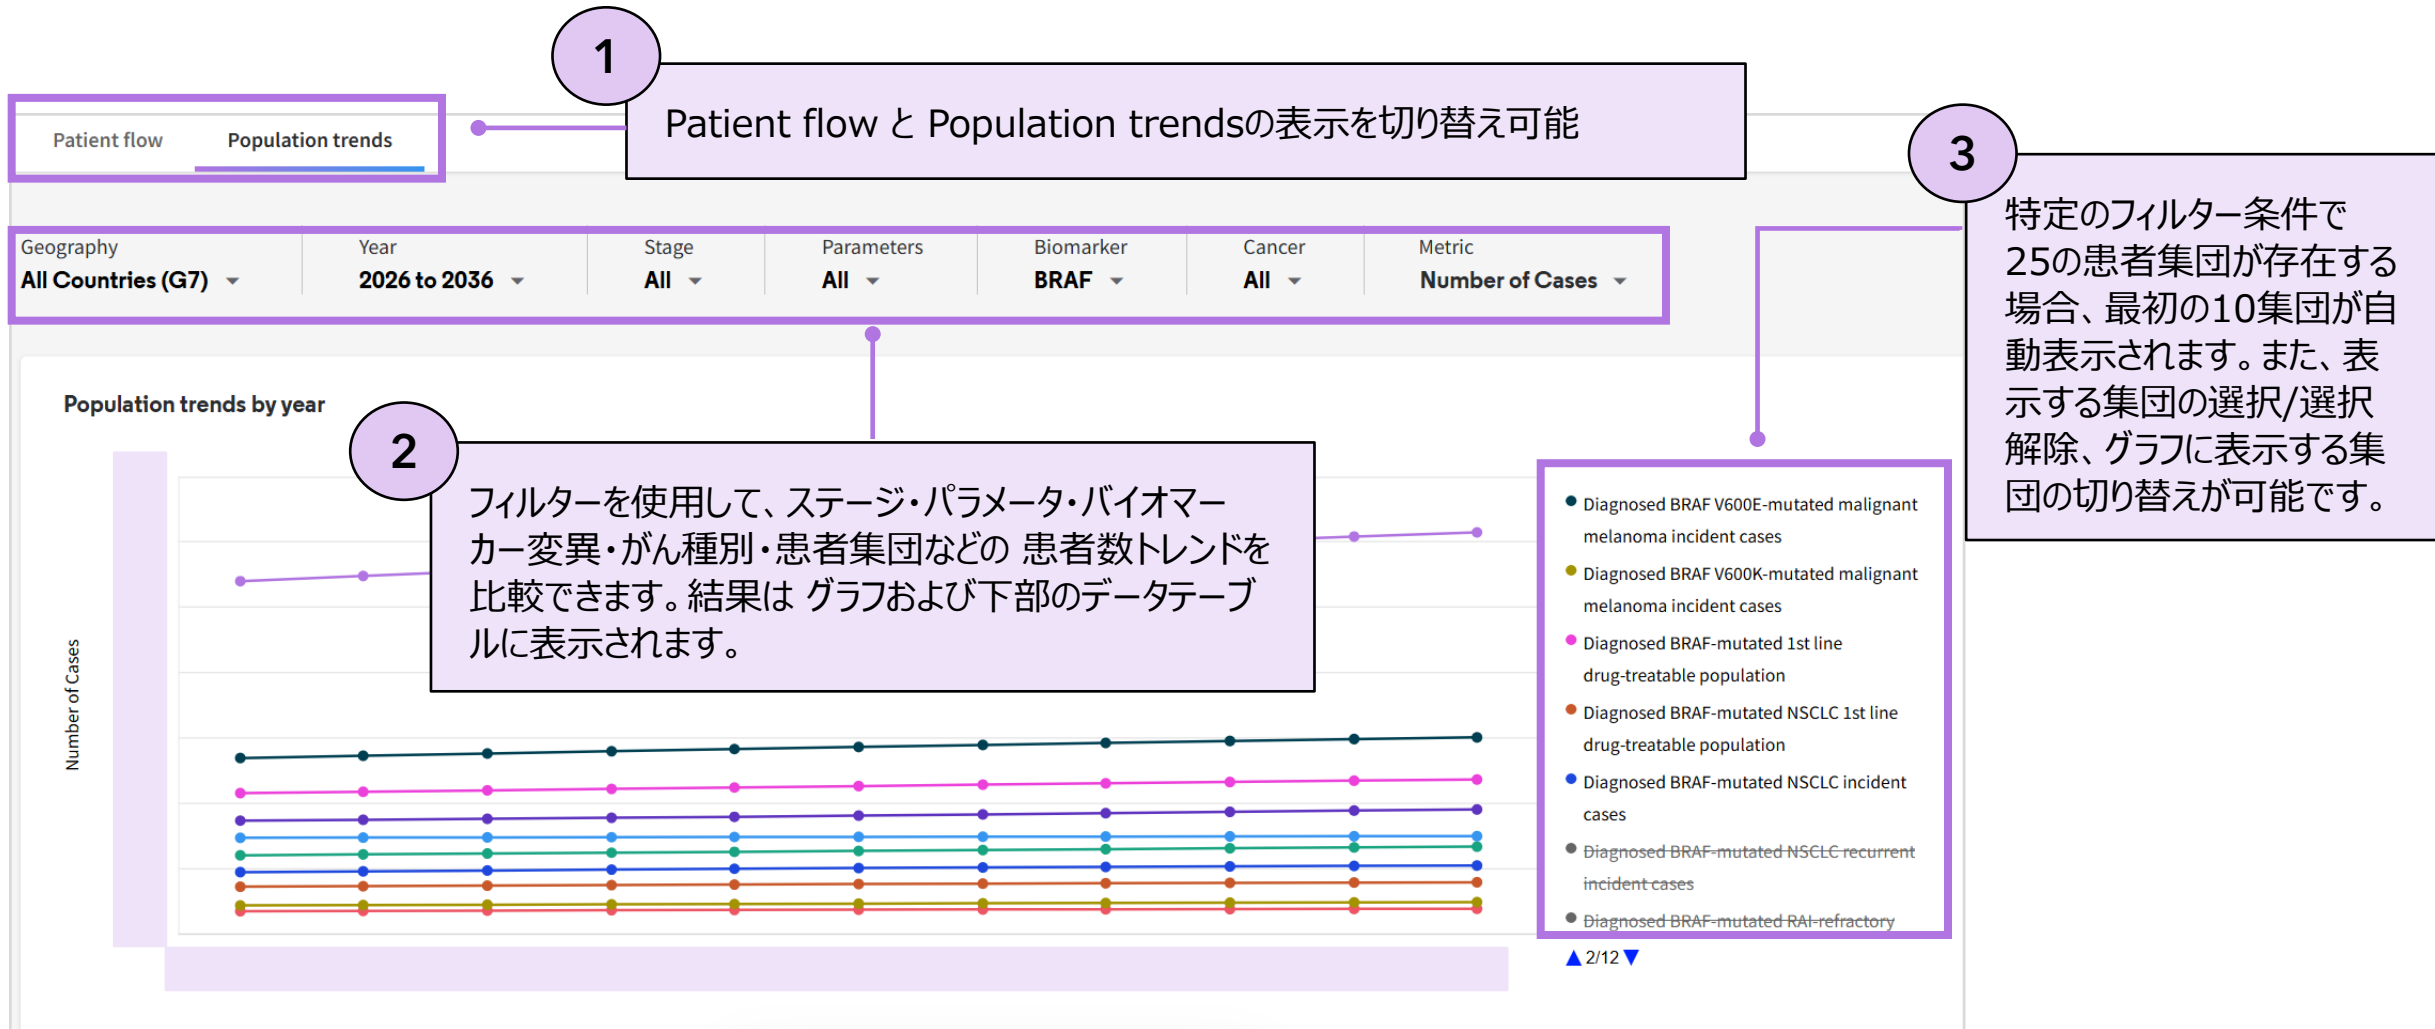 1
Patient flow と Population trendsの表示を切り替え可能
Patient flow
Population trends
3
特定のフィルター条件で
25の患者集団が存在する
場合、最初の10集団が自
動表示されます。また、表
示する集団の選択/選択
解除、グラフに表示する集
団の切り替えが可能です。
Geography
All Countries (G7)
Year
2026 to 2036
Stage
All
Parameters
All
Biomarker
BRAF
Cancer
All
Metric
Number of Cases
Population trends by year
2
フィルターを使用して、ステージ・パラメータ・バイオマー
カー変異・がん種別・患者集団などの 患者数トレンドを
比較できます。結果は グラフおよび下部のデータテーブ
ルに表示されます。
Number of Cases
Diagnosed BRAF V600E-mutated malignant
melanoma incident cases
Diagnosed BRAF V600K-mutated malignant
melanoma incident cases
Diagnosed BRAF-mutated 1st line
drug-treatable population
Diagnosed BRAF-mutated NSCLC 1st line
drug-treatable population
Diagnosed BRAF-mutated NSCLC incident
cases
Diagnosed BRAF-mutated NSCLC recurrent
incident cases
Diagnosed BRAF-mutated RAI-refractory
▲ 2/12 ▼